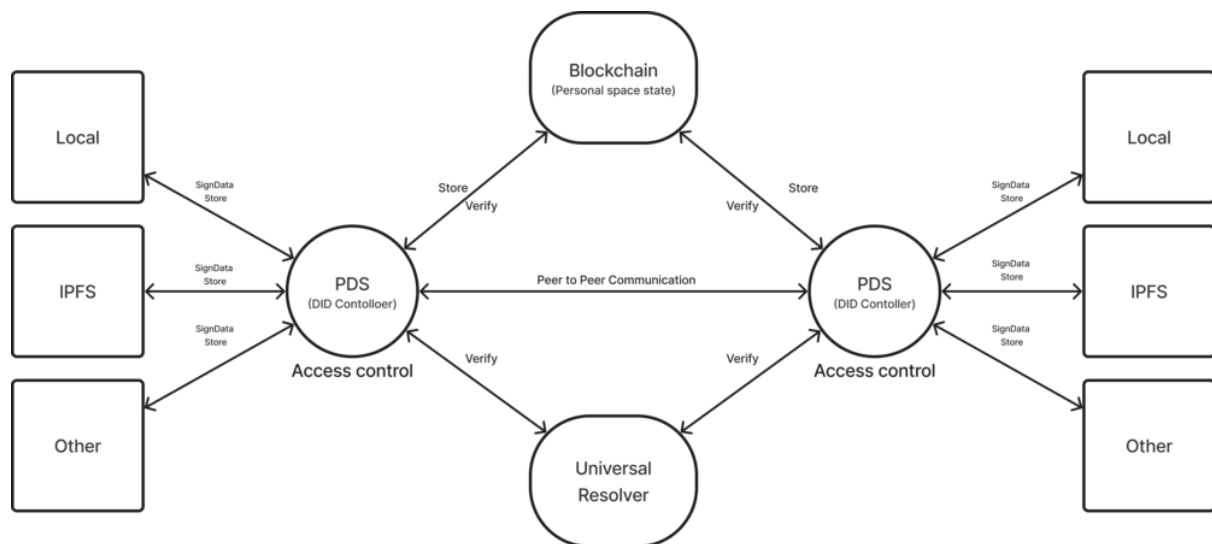 Blockchain
(Personal space state)
Local
Local
SignData
Store
Store
Verify
Store
Verify
SignData
Store
IPFS
SignData
Store
PDS
(DID Contolloer)
Peer to Peer Communication
PDS
(DID Contoller)
SignData
Store
IPFS
SignData
Store
Access control
Verify
Verify
Access control
SignData
Store
Other
Universal
Resolver
Other